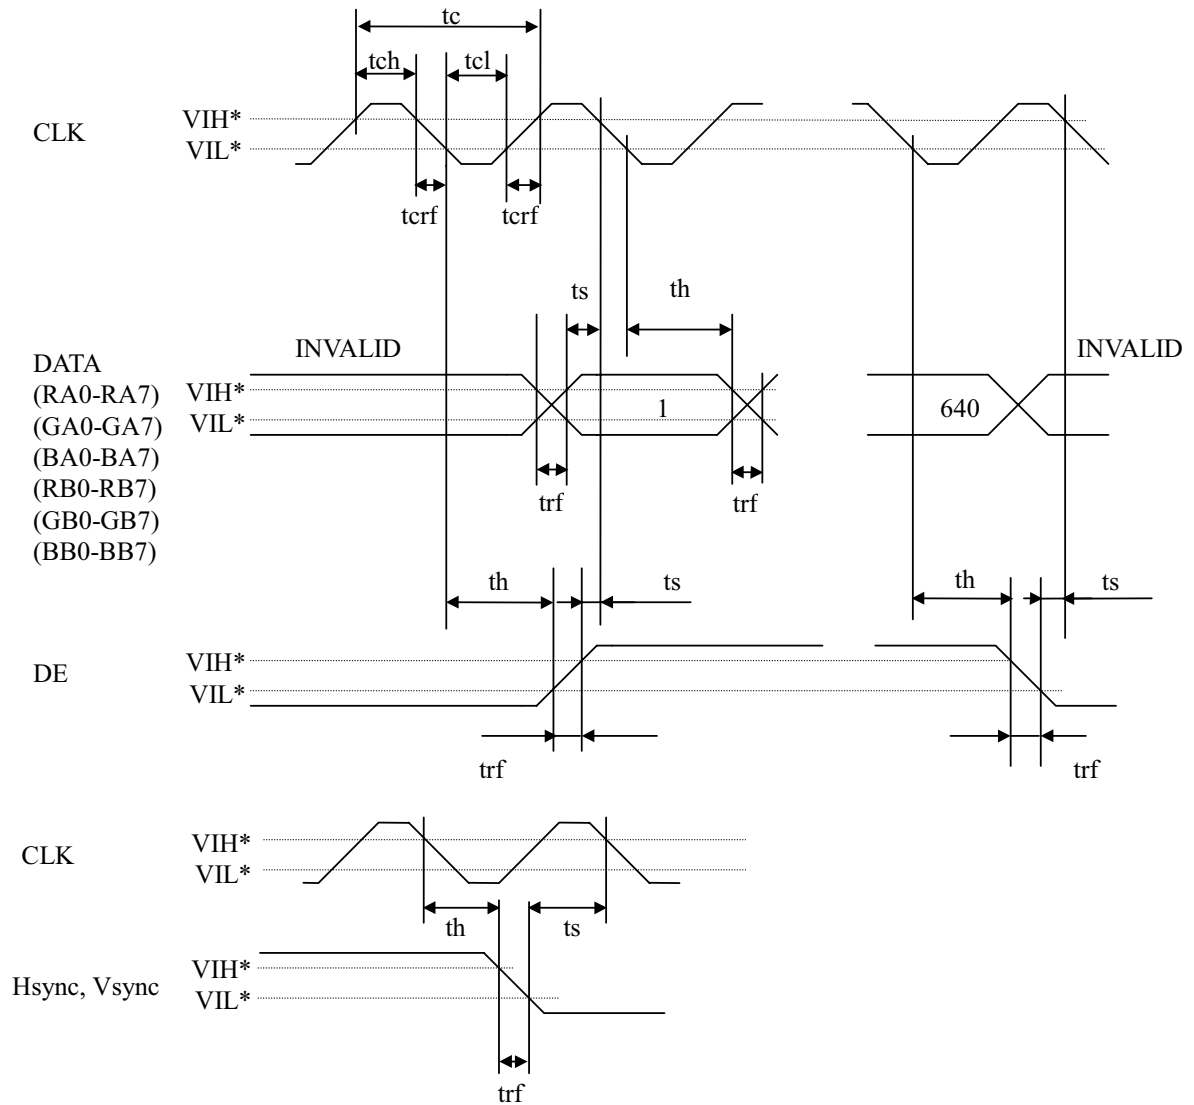 tc
tch tcl
CLK VIH*
VIL*
tcrf tcrf
ts th
INVALID INVALID
DATA
(RA0-RA7) VIH*
(GA0-GA7) VIL* 1 640
(BA0-BA7)
(RB0-RB7) trf trf
(GB0-GB7)
(BB0-BB7)
th ts th ts
DE VIH*
VIL*
trf trf
CLK VIH*
VIL*
th ts
Hsync, Vsync VIH*
VIL*
trf